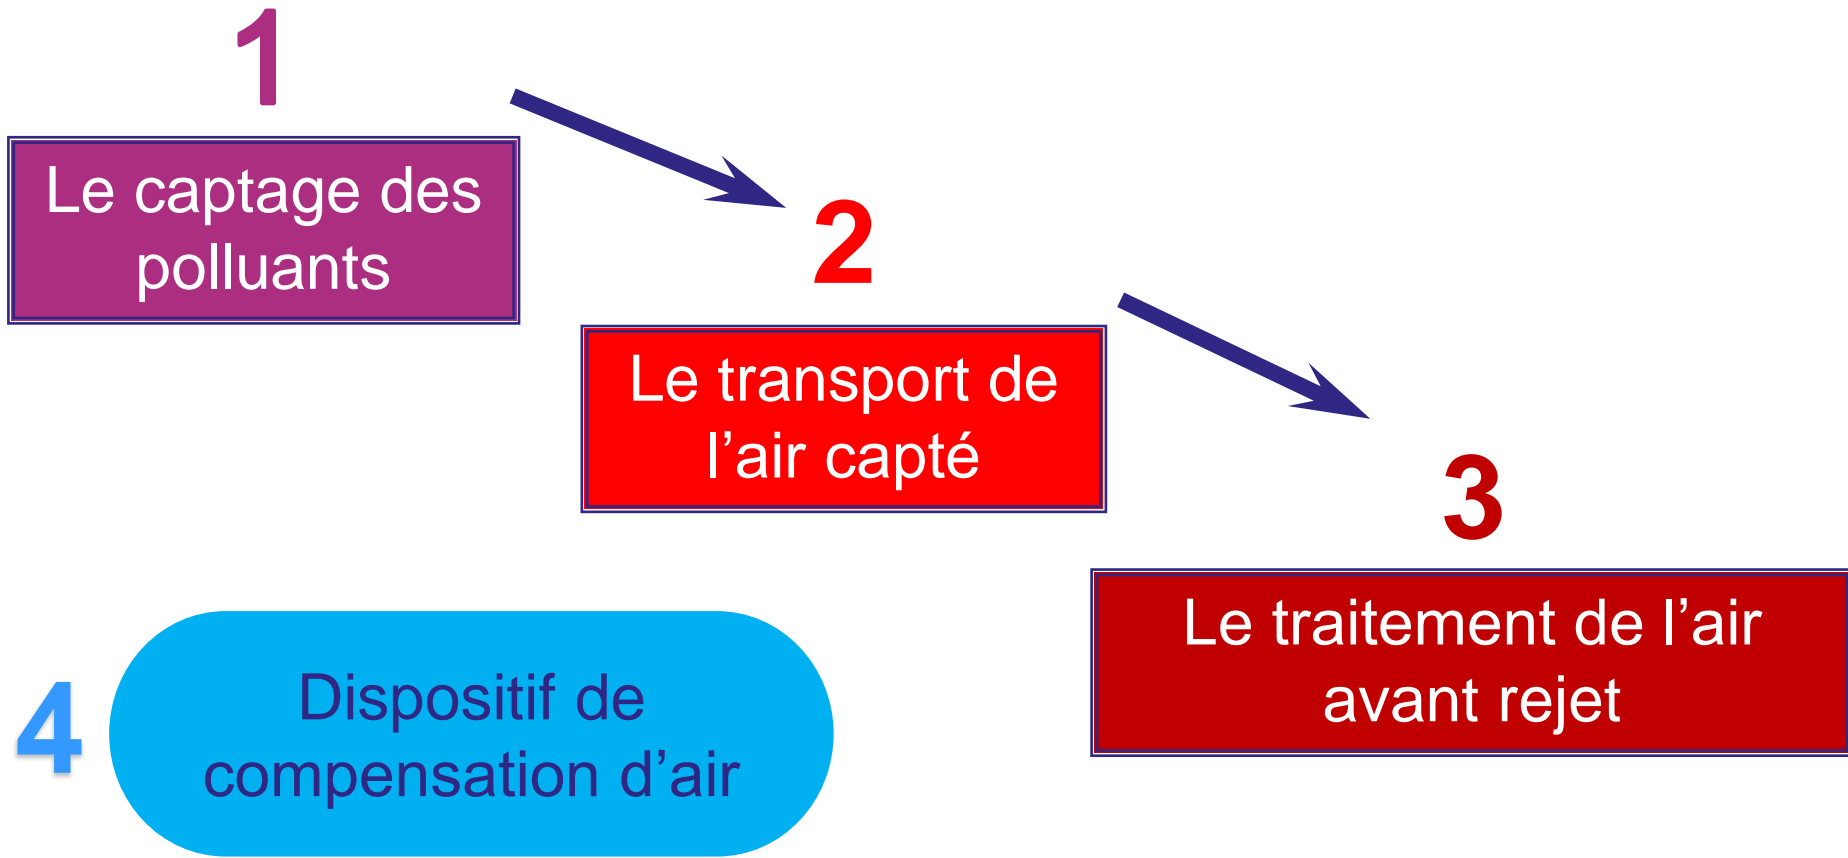 1
Le captage des
polluants
2
Le transport de
l’air capté
3
Le traitement de l’air
avant rejet
4
Dispositif de
compensation d’air